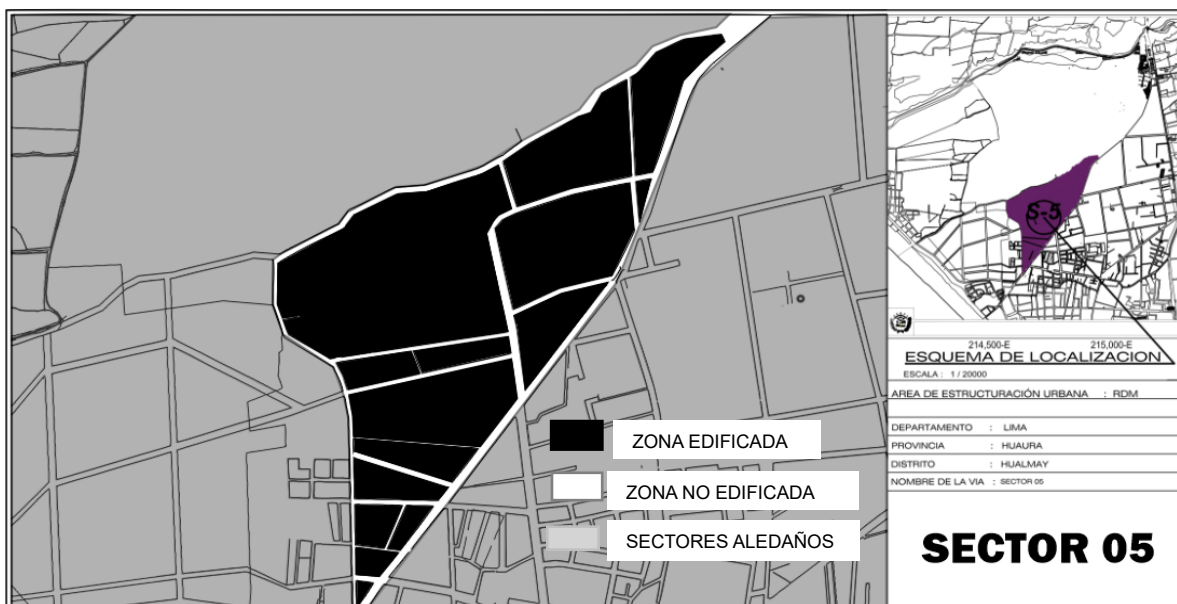 ZONA EDIFICADA
ZONA NO EDIFICADA
SECTORES ALEDAÑOS
S-5
214,500-E 215,000-E
ESQUEMA DE LOCALIZACION
ESCALA : 1 / 20000
AREA DE ESTRUCTURACIÓN URBANA : RDM
DEPARTAMENTO : LIMA
PROVINCIA : HUAURA
DISTRITO : HUALMAY
NOMBRE DE LA VIA : SECTOR 05
SECTOR 05